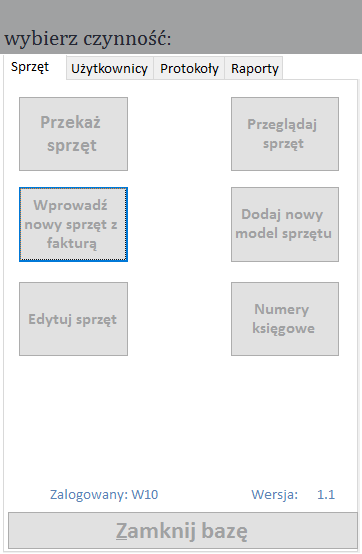 wybierz czynność:
Sprzęt Użytkownicy Protokoły Raporty
Przekaż
sprzęt
Przeglądaj
sprzęt
Wprowadź
nowy sprzęt z
fakturą
Dodaj nowy
model sprzętu
Edytuj sprzęt
Numery
księgowe
Zalogowany: W10 Wersja: 1.1
Zamknij bazę